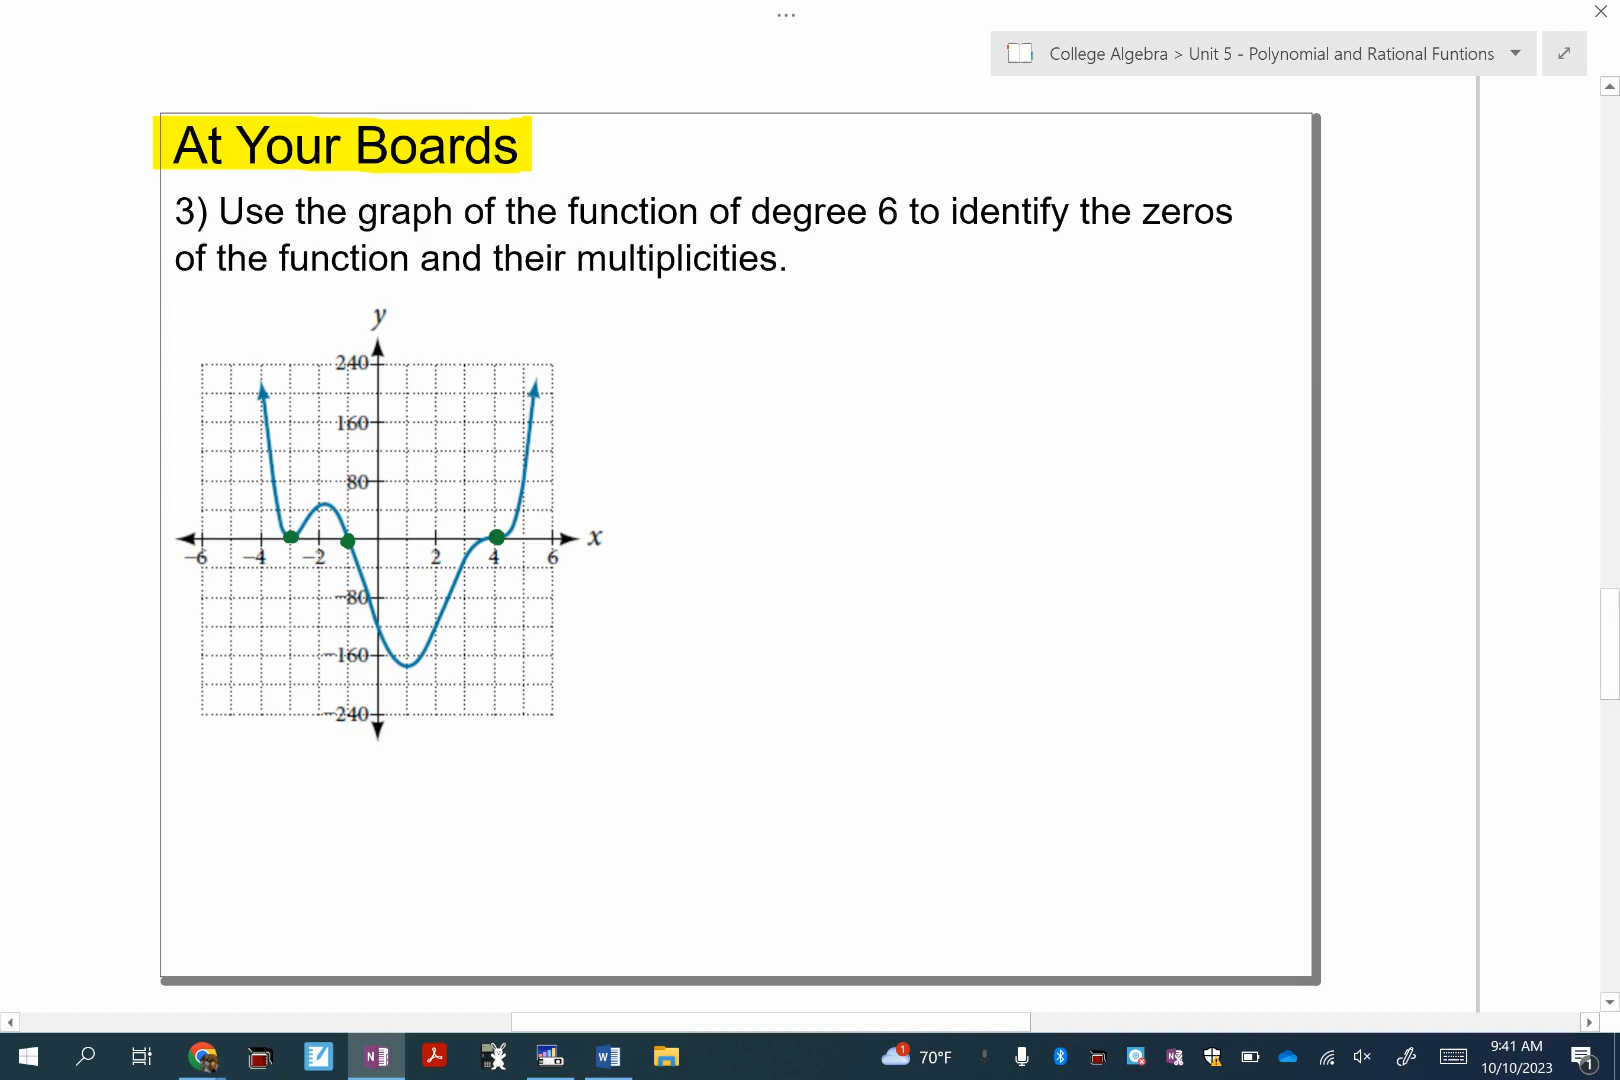 ...
College Algebra > Unit 5 - Polynomial and Rational Funtions
At Your Boards
3) Use the graph of the function of degree 6 to identify the zeros
of the function and their multiplicities.
y
240
160
80
x
−6 −4 −2 2 4 6
−80
−160
−240
1 70°F
9:41 AM
10/10/2023
1